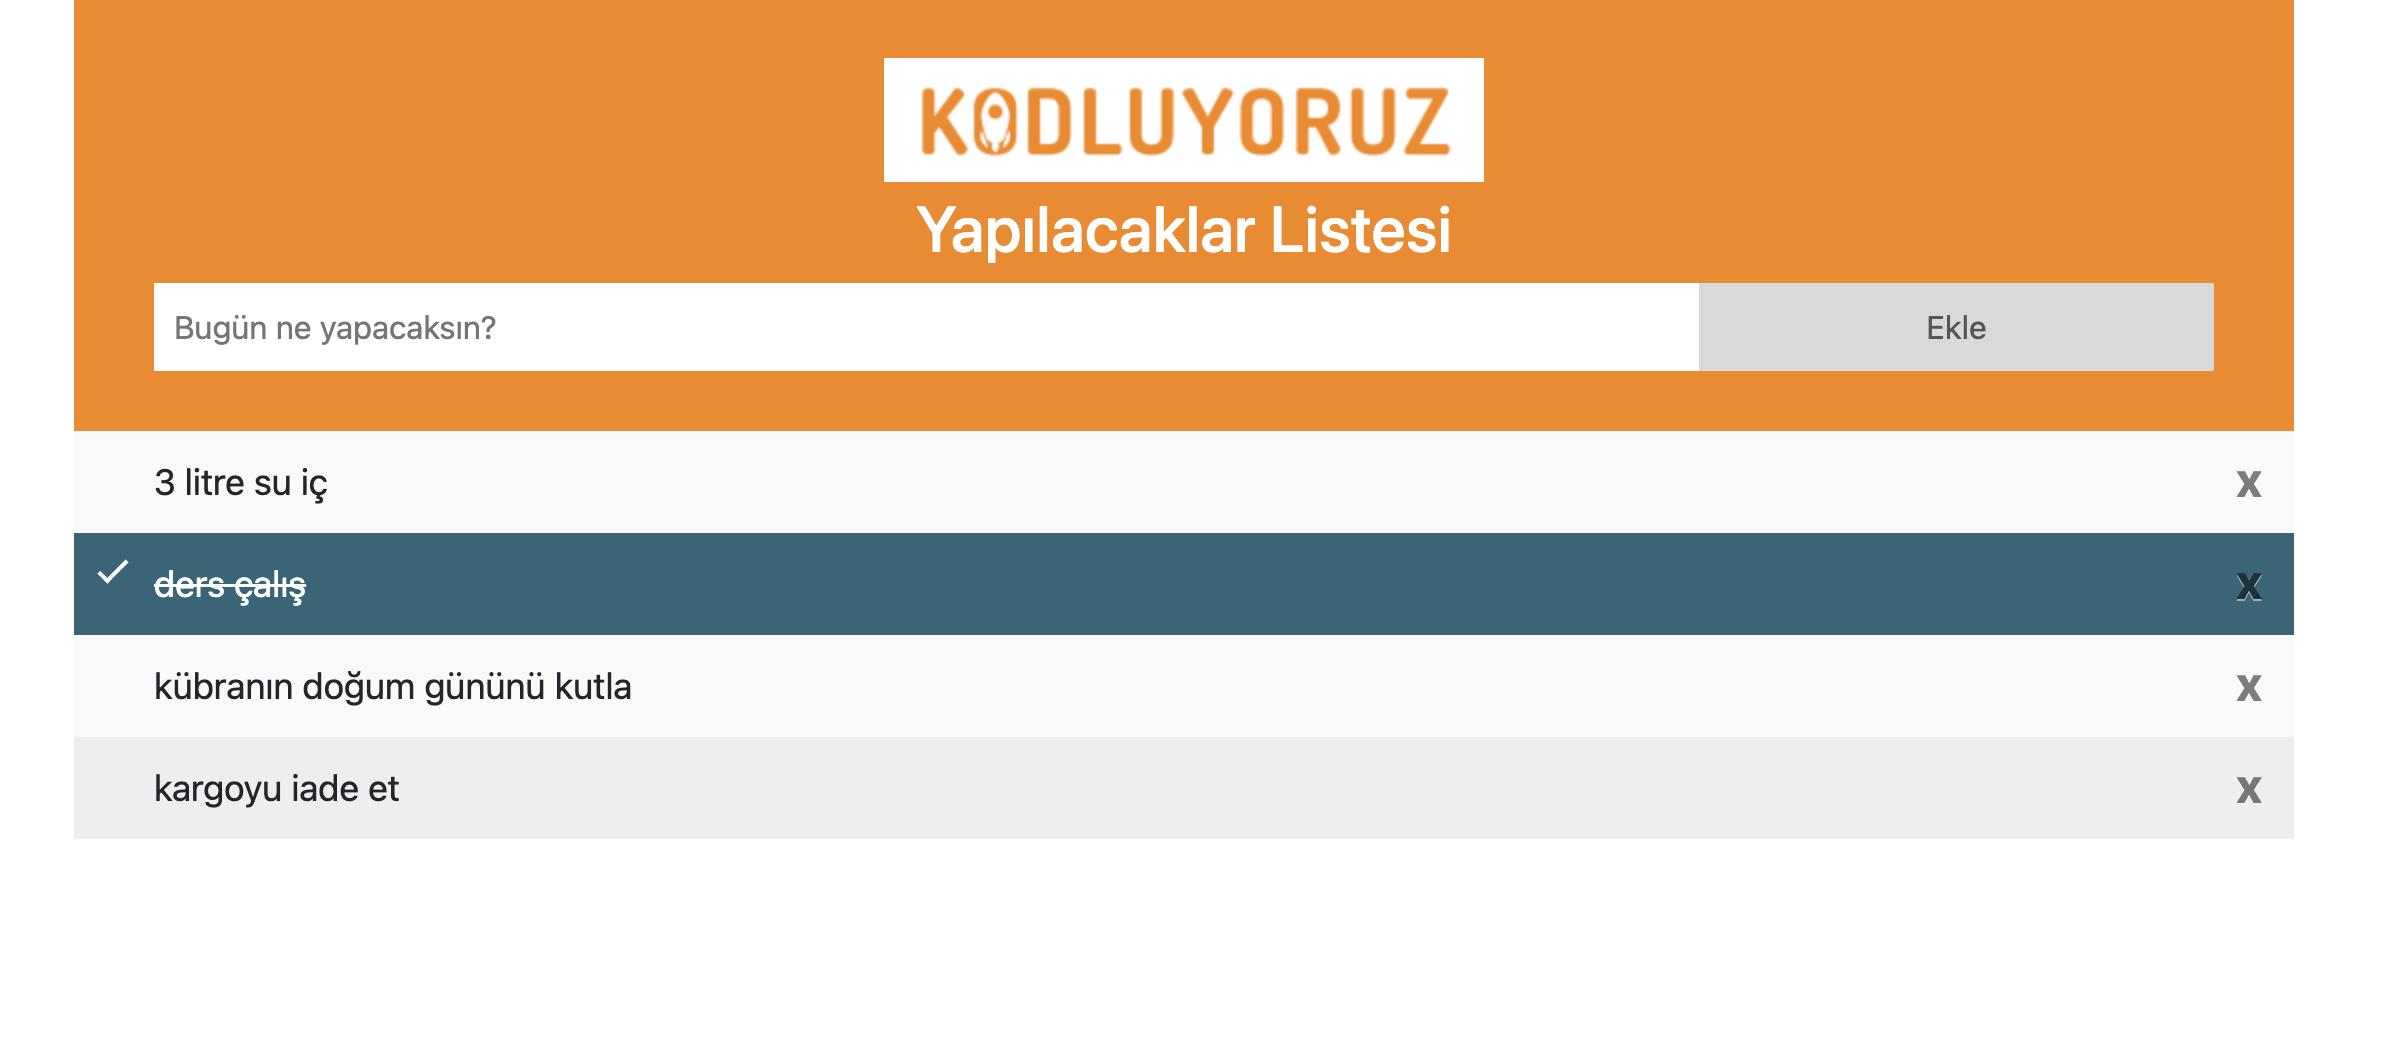 KODLUYORUZ
Yapılacaklar Listesi
Bugün ne yapacaksın?
Ekle
3 litre su iç
X
ders çalış
X
kübranın doğum gününü kutla
X
kargoyu iade et
X